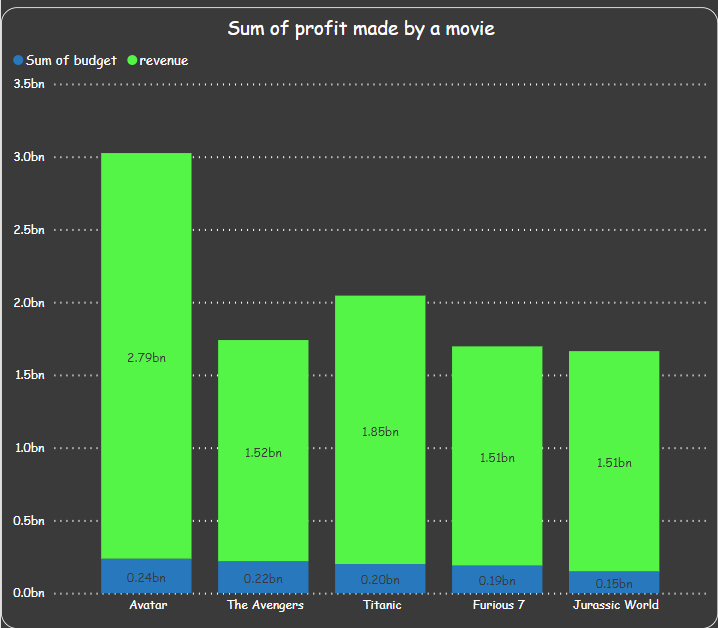 Sum of profit made by a movie
Sum of budget revenue
3.5bn
3.0bn
2.5bn
2.0bn
1.5bn
1.0bn
0.5bn
0.0bn
2.79bn
1.52bn
1.85bn
1.51bn
1.51bn
0.24bn
0.22bn
0.20bn
0.19bn
0.15bn
Avatar
The Avengers
Titanic
Furious 7
Jurassic World